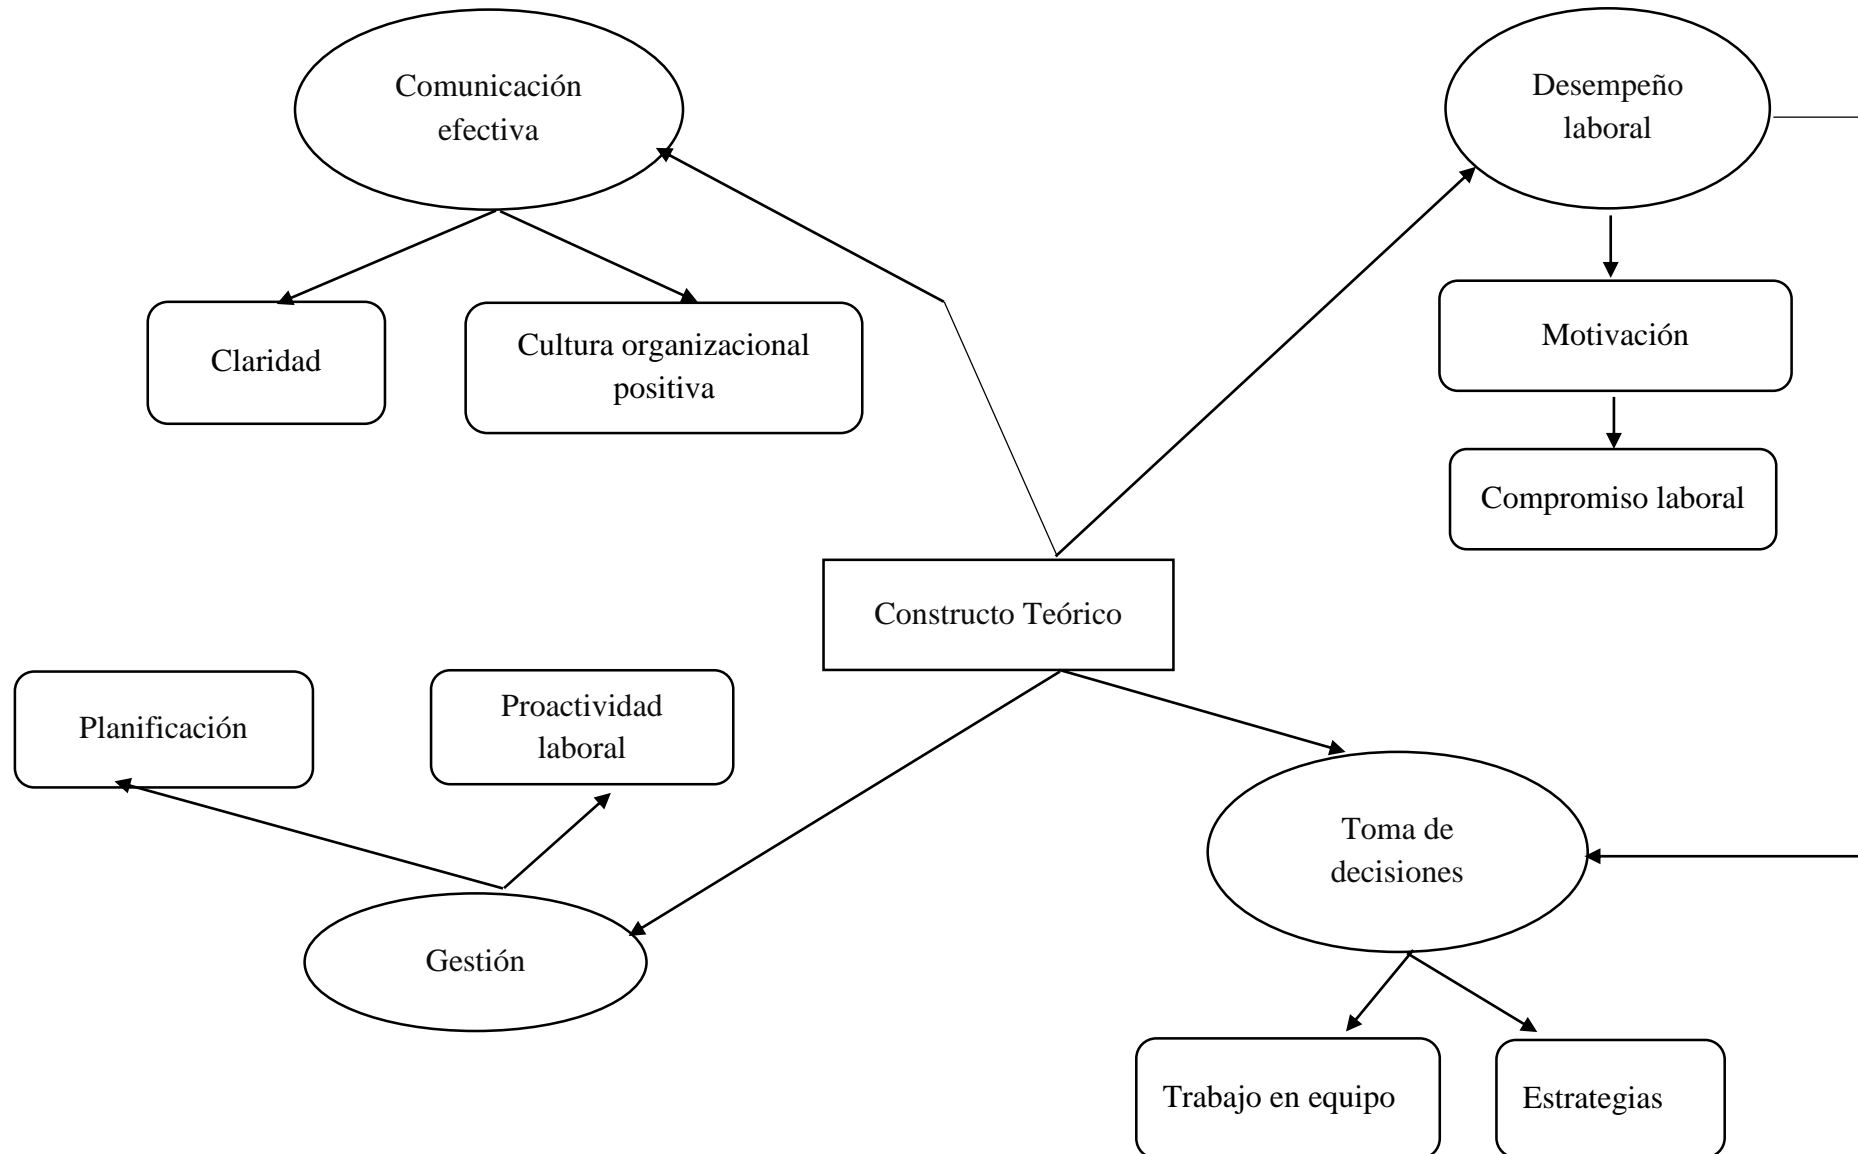 Comunicación
efectiva
Desempeño
laboral
Claridad
Cultura organizacional
positiva
Motivación
Compromiso laboral
Constructo Teórico
Planificación
Proactividad
laboral
Toma de
decisiones
Gestión
Trabajo en equipo
Estrategias